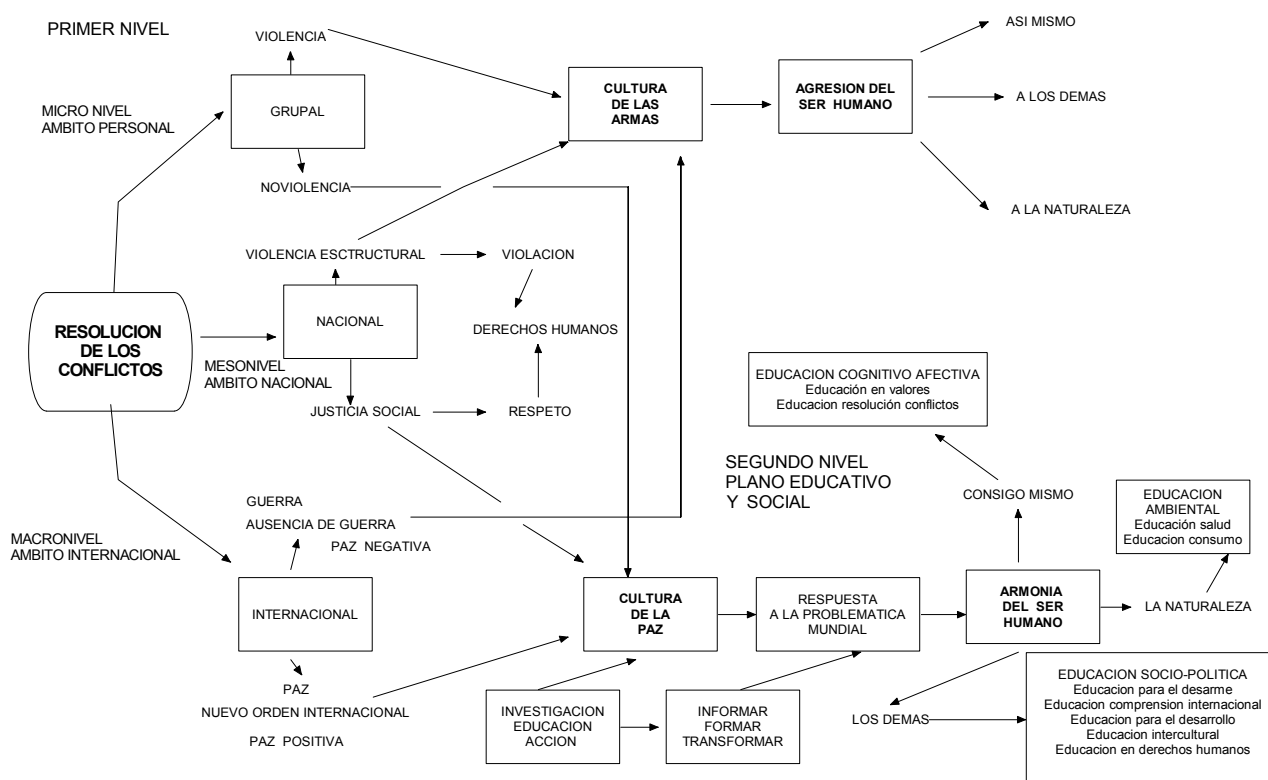 PRIMER NIVEL
VIOLENCIA
ASI MISMO
MICRO NIVEL
AMBITO PERSONAL
GRUPAL
CULTURA
DE LAS
ARMAS
AGRESION DEL
SER HUMANO
A LOS DEMAS
NOVIOLENCIA
A LA NATURALEZA
VIOLENCIA ESCTRUCTURAL
VIOLACION
RESOLUCION
DE LOS
CONFLICTOS
NACIONAL
DERECHOS HUMANOS
MESONIVEL
AMBITO NACIONAL
JUSTICIA SOCIAL
RESPETO
EDUCACION COGNITIVO AFECTIVA
Educación en valores
Educacion resolución conflictos
SEGUNDO NIVEL
PLANO EDUCATIVO
Y SOCIAL
CONSIGO MISMO
EDUCACION
AMBIENTAL
Educación salud
Educacion consumo
GUERRA
AUSENCIA DE GUERRA
PAZ NEGATIVA
MACRONIVEL
AMBITO INTERNACIONAL
INTERNACIONAL
CULTURA
DE LA
PAZ
RESPUESTA
A LA PROBLEMATICA
MUNDIAL
ARMONIA
DEL SER
HUMANO
LA NATURALEZA
PAZ
NUEVO ORDEN INTERNACIONAL
PAZ POSITIVA
INVESTIGACION
EDUCACION
ACCION
INFORMAR
FORMAR
TRANSFORMAR
LOS DEMAS
EDUCACION SOCIO-POLITICA
Educacion para el desarme
Educacion comprension internacional
Educacion para el desarrollo
Educacion intercultural
Educacion en derechos humanos